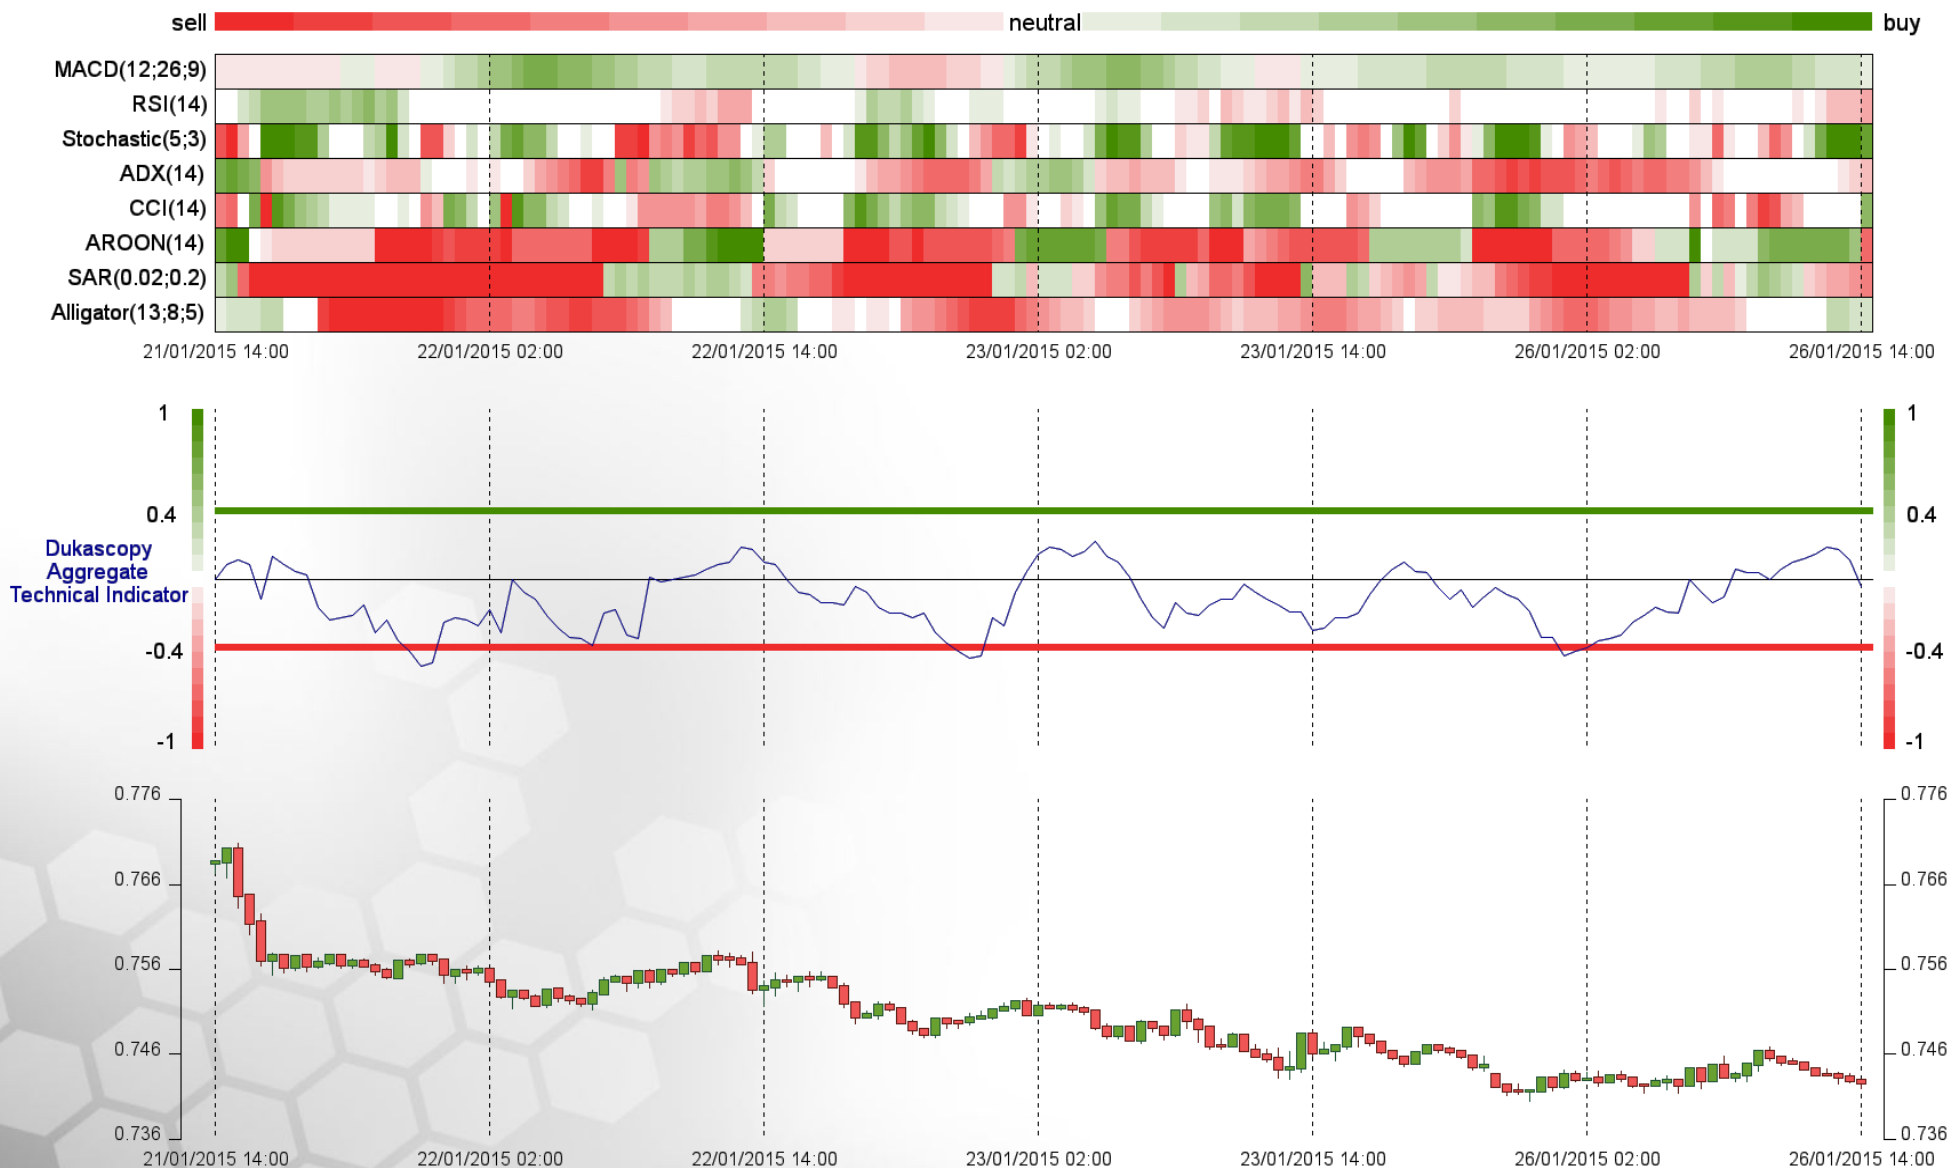 sell neutral buy
MACD(12;26;9)
RSI(14)
Stochastic(5;3)
ADX(14)
CCI(14)
AROON(14)
SAR(0.02;0.2)
Alligator(13;8;5)
21/01/2015 14:00 22/01/2015 02:00 22/01/2015 14:00 23/01/2015 02:00 23/01/2015 14:00 26/01/2015 02:00 26/01/2015 14:00
1 1
0.4 0.4
Dukascopy
Aggregate
Technical Indicator
-0.4 -0.4
-1 -1
0.776 0.776
0.766 0.766
0.756 0.756
0.746 0.746
0.736 0.736
21/01/2015 14:00 22/01/2015 02:00 22/01/2015 14:00 23/01/2015 02:00 23/01/2015 14:00 26/01/2015 02:00 26/01/2015 14:00